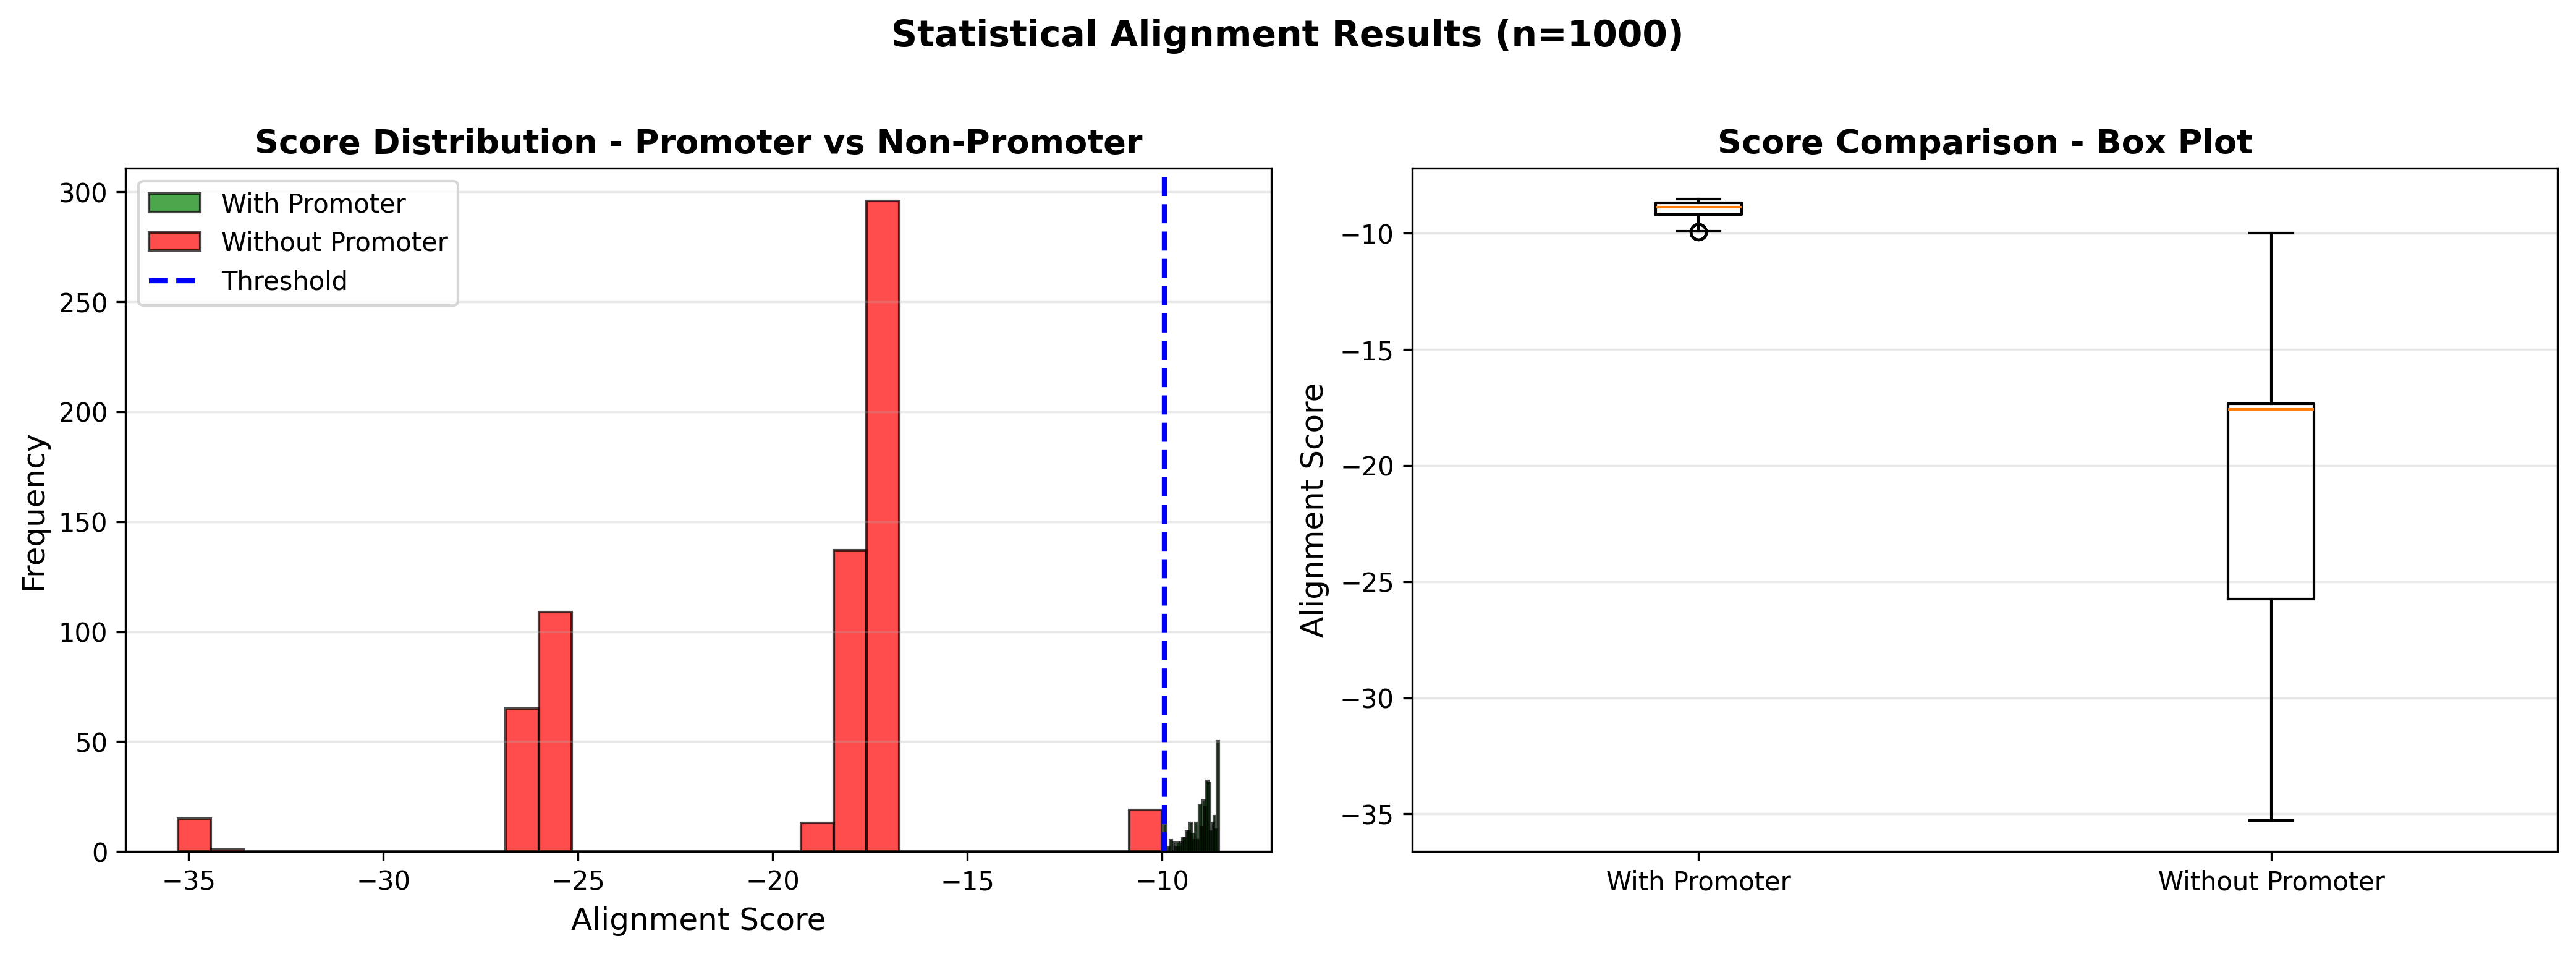 Statistical Alignment Results (n=1000)
Score Distribution - Promoter vs Non-Promoter
With Promoter
Without Promoter
Threshold
300
250
200
150
100
50
0
Frequency
−35
−30
−25
−20
−15
−10
Alignment Score
Score Comparison - Box Plot
−10
−15
−20
−25
−30
−35
Alignment Score
With Promoter
Without Promoter